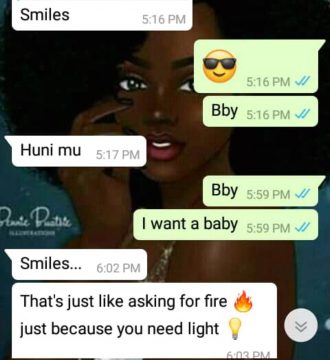 Smiles
5:16 PM
😎
5:16 PM
Bby 5:16 PM
Huni mu 5:17 PM
Bby 5:59 PM
I want a baby 5:59 PM
Smiles... 6:02 PM
That's just like asking for fire 🔥
just because you need light 💡
6:03 PM
ILLUSTRATIONS